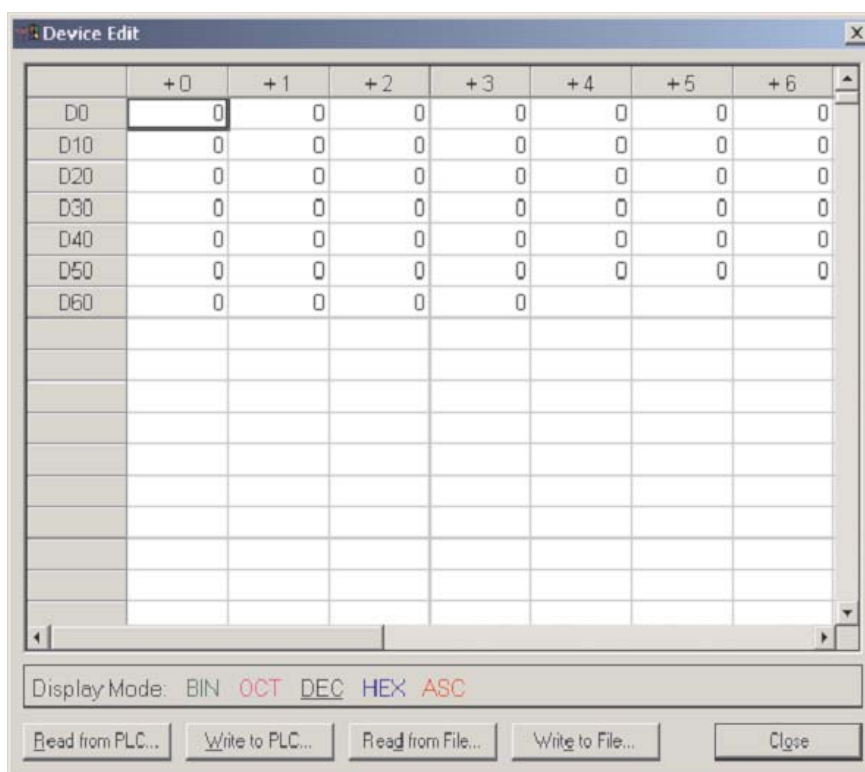 Device Edit
+0 +1 +2 +3 +4 +5 +6
D0 0 0 0 0 0 0 0
D10 0 0 0 0 0 0 0
D20 0 0 0 0 0 0 0
D30 0 0 0 0 0 0 0
D40 0 0 0 0 0 0 0
D50 0 0 0 0 0 0 0
D60 0 0 0 0
Display Mode: BIN OCT DEC HEX ASC
Read from PLC... Write to PLC... Read from File... Write to File... Close